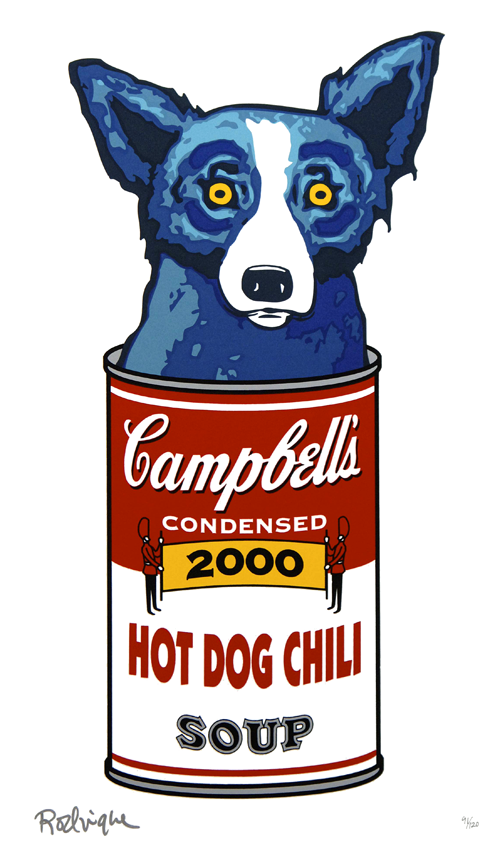 Campbell's
CONDENSED
2000
HOT DOG CHILI
SOUP
Rodrigue